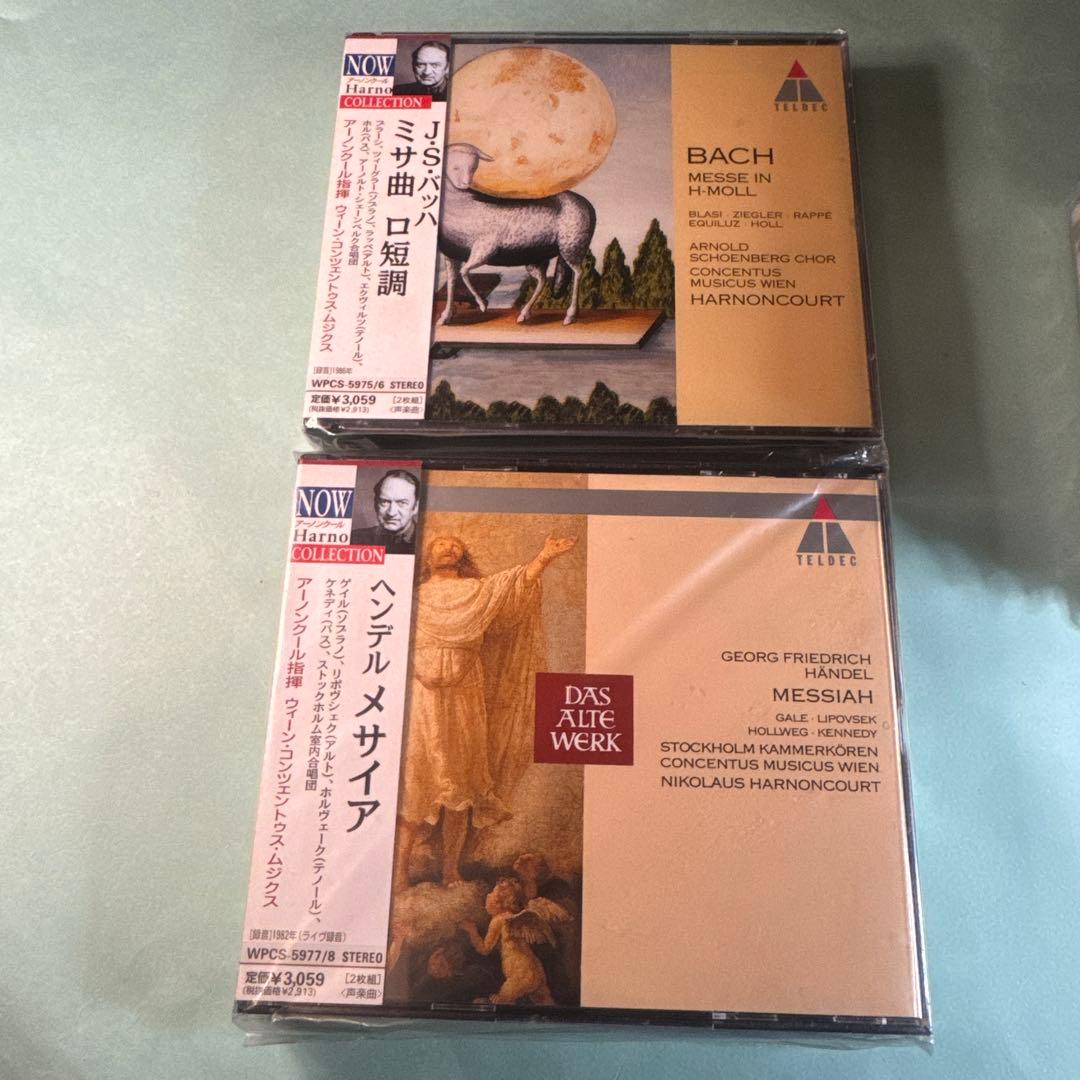 NOW
アーノンクール
Harno
COLLECTION
J.S.バッハ
ミサ曲 ロ短調
ブラージ、ツィーグラー(ソプラノ)、ラッペ(アルト)、エクヴィルツ(テノール)、
ホル(バス)、アーノルト・シェーンベルク合唱団
アーノンクール指揮 ウィーン・コンツェントゥス・ムジクス
[録音]1986年
WPCS-5975/6 STEREO
定価¥3,059 [2枚組]
(税抜価格¥2,913) 〈声楽曲〉
TELDEC
BACH
MESSE IN
H-MOLL
BLASI · ZIEGLER · RAPPÉ
EQUILUZ · HOLL
ARNOLD
SCHOENBERG CHOR
CONCENTUS
MUSICUS WIEN
HARNONCOURT
NOW
アーノンクール
Harno
COLLECTION
ヘンデル メサイア
ゲイル(ソプラノ)、リポヴシェク(アルト)、ホルヴェーク(テノール)、
ケネディ(バス)、ストックホルム室内合唱団
アーノンクール指揮 ウィーン・コンツェントゥス・ムジクス
[録音]1982年(ライヴ録音)
WPCS-5977/8 STEREO
定価¥3,059 [2枚組]
(税抜価格¥2,913) 〈声楽曲〉
TELDEC
DAS
ALTE
WERK
GEORG FRIEDRICH
HÄNDEL
MESSIAH
GALE · LIPOVSEK
HOLLWEG · KENNEDY
STOCKHOLM KAMMERKÖREN
CONCENTUS MUSICUS WIEN
NIKOLAUS HARNONCOURT